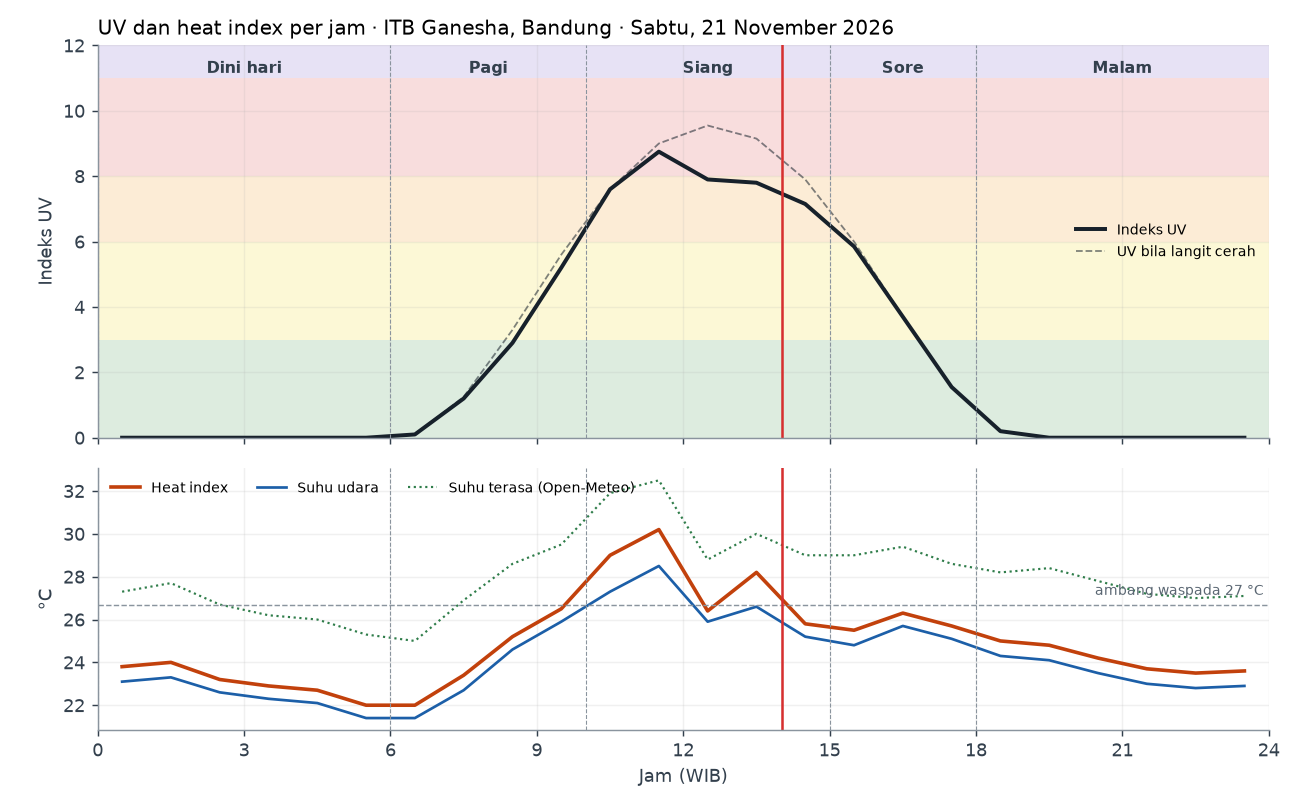 UV dan heat index per jam · ITB Ganesha, Bandung · Sabtu, 21 November 2026
12
10
8
6
4
2
0
Indeks UV
Dini hari Pagi Siang Sore Malam
Indeks UV
UV bila langit cerah
32
30
28
26
24
22
°C
Heat index Suhu udara Suhu terasa (Open-Meteo)
ambang waspada 27 °C
0 3 6 9 12 15 18 21 24
Jam (WIB)